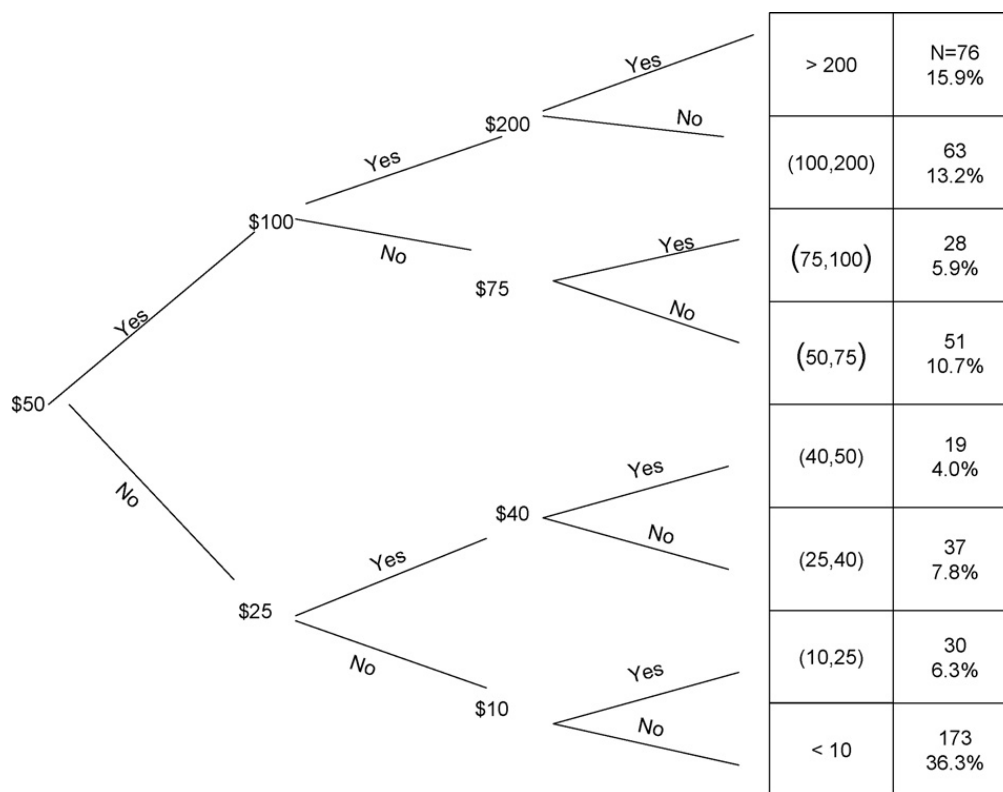 > 200
N=76
15.9%
Yes
$200
No
(100,200)
63
13.2%
Yes
$100
No
Yes
(75,100)
28
5.9%
$75
No
(50,75)
51
10.7%
Yes
$50
No
Yes
(40,50)
19
4.0%
$40
No
(25,40)
37
7.8%
Yes
$25
No
Yes
(10,25)
30
6.3%
$10
No
< 10
173
36.3%